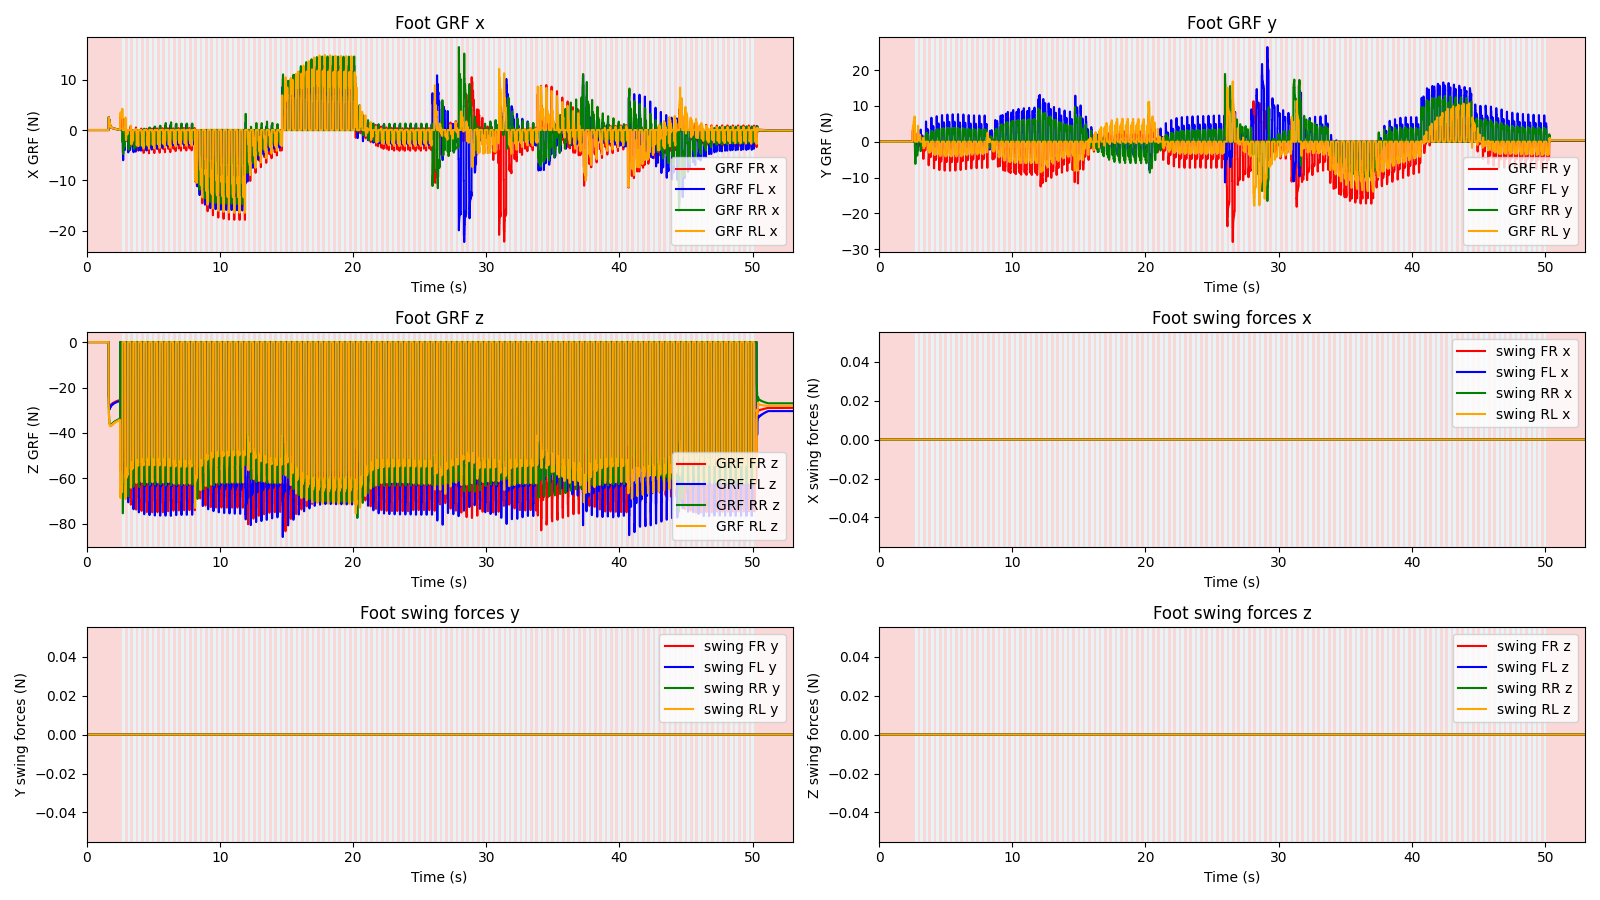 Foot GRF x
X GRF (N)
10
0
−10
−20
GRF FR x
GRF FL x
GRF RR x
GRF RL x
0 10 20 30 40 50
Time (s)
Foot GRF y
Y GRF (N)
20
10
0
−10
−20
−30
GRF FR y
GRF FL y
GRF RR y
GRF RL y
0 10 20 30 40 50
Time (s)
Foot GRF z
Z GRF (N)
0
−20
−40
−60
−80
GRF FR z
GRF FL z
GRF RR z
GRF RL z
0 10 20 30 40 50
Time (s)
Foot swing forces x
X swing forces (N)
0.04
0.02
0.00
−0.02
−0.04
swing FR x
swing FL x
swing RR x
swing RL x
0 10 20 30 40 50
Time (s)
Foot swing forces y
Y swing forces (N)
0.04
0.02
0.00
−0.02
−0.04
swing FR y
swing FL y
swing RR y
swing RL y
0 10 20 30 40 50
Time (s)
Foot swing forces z
Z swing forces (N)
0.04
0.02
0.00
−0.02
−0.04
swing FR z
swing FL z
swing RR z
swing RL z
0 10 20 30 40 50
Time (s)